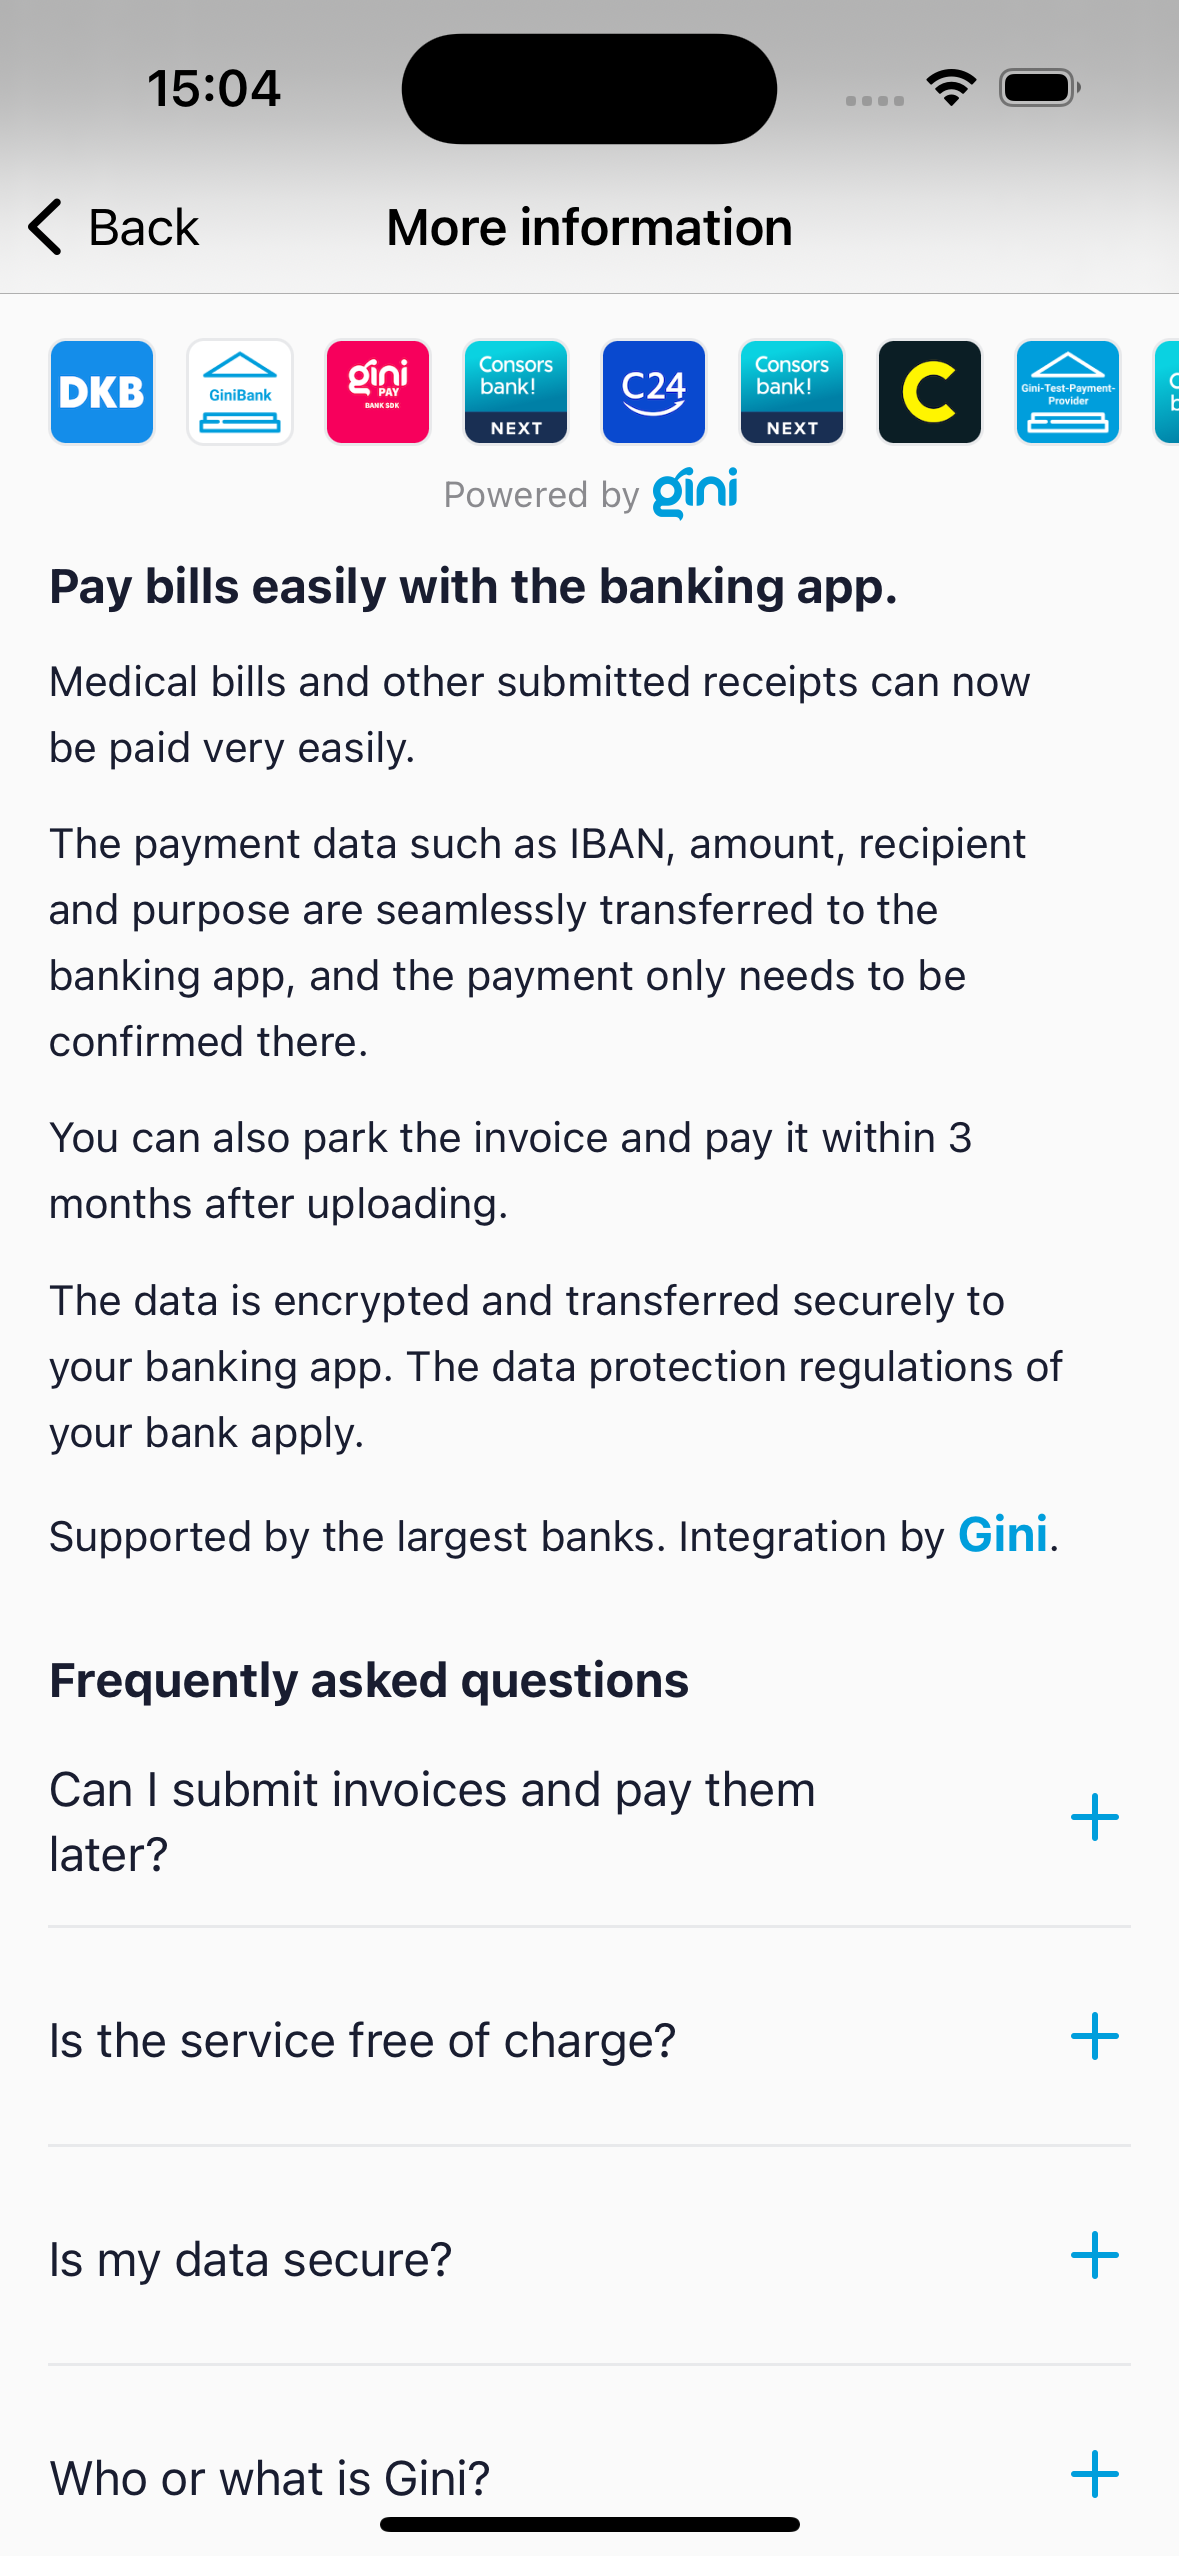 15:04
Back
More information
DKB
GiniBank
gini
PAY
BANK SDK
Consors
bank!
NEXT
C24
Consors
bank!
NEXT
C
Gini-Test-Payment-
Provider
Powered by gini
Pay bills easily with the banking app.
Medical bills and other submitted receipts can now
be paid very easily.
The payment data such as IBAN, amount, recipient
and purpose are seamlessly transferred to the
banking app, and the payment only needs to be
confirmed there.
You can also park the invoice and pay it within 3
months after uploading.
The data is encrypted and transferred securely to
your banking app. The data protection regulations of
your bank apply.
Supported by the largest banks. Integration by Gini.
Frequently asked questions
Can I submit invoices and pay them
later?
Is the service free of charge?
Is my data secure?
Who or what is Gini?